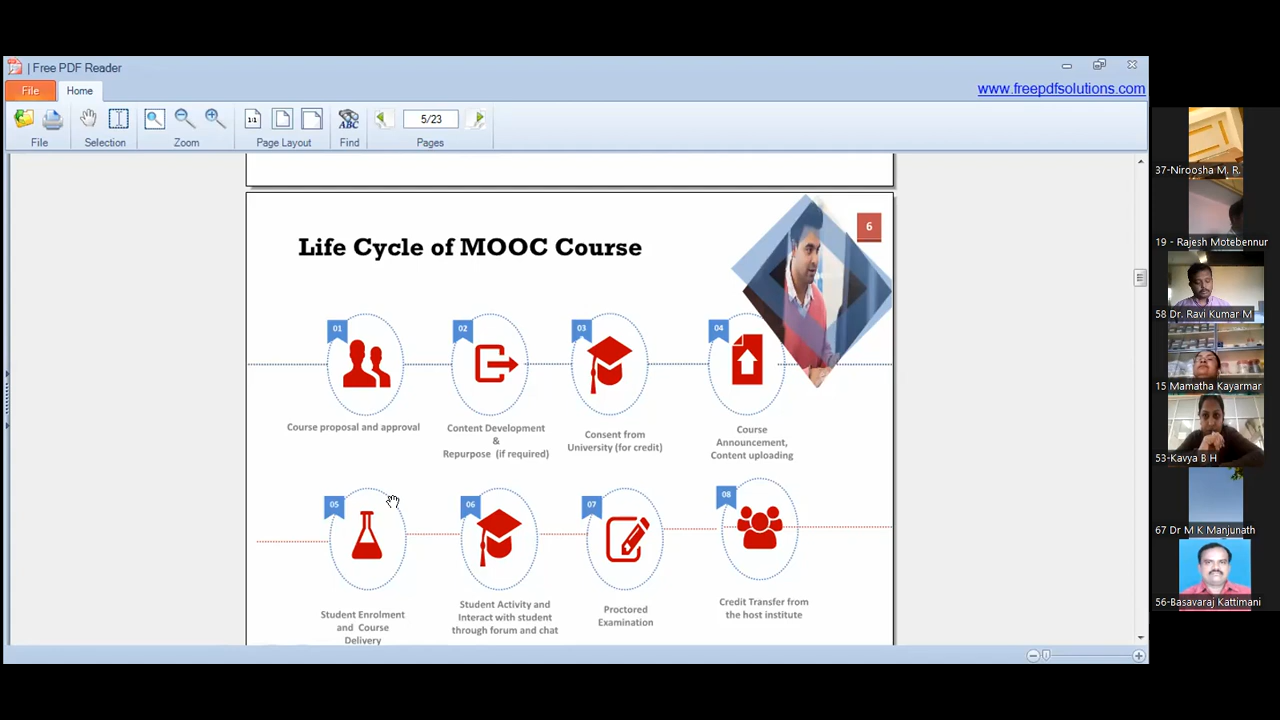 | Free PDF Reader
File
Home
www.freepdfsolutions.com
1:1
ABC
5/23
File
Selection
Zoom
Page Layout
Find
Pages
6
Life Cycle of MOOC Course
01
02
03
04
Course proposal and approval
Content Development
&
Repurpose (if required)
Consent from
University (for credit)
Course
Announcement,
Content uploading
05
06
07
08
Student Enrolment
and Course
Delivery
Student Activity and
Interact with student
through forum and chat
Proctored
Examination
Credit Transfer from
the host institute
37-Niroosha M. R.
19 - Rajesh Motebennur
58 Dr. Ravi Kumar M
15 Mamatha Kayarmar
53-Kavya B H
67 Dr M K Manjunath
56-Basavaraj Kattimani